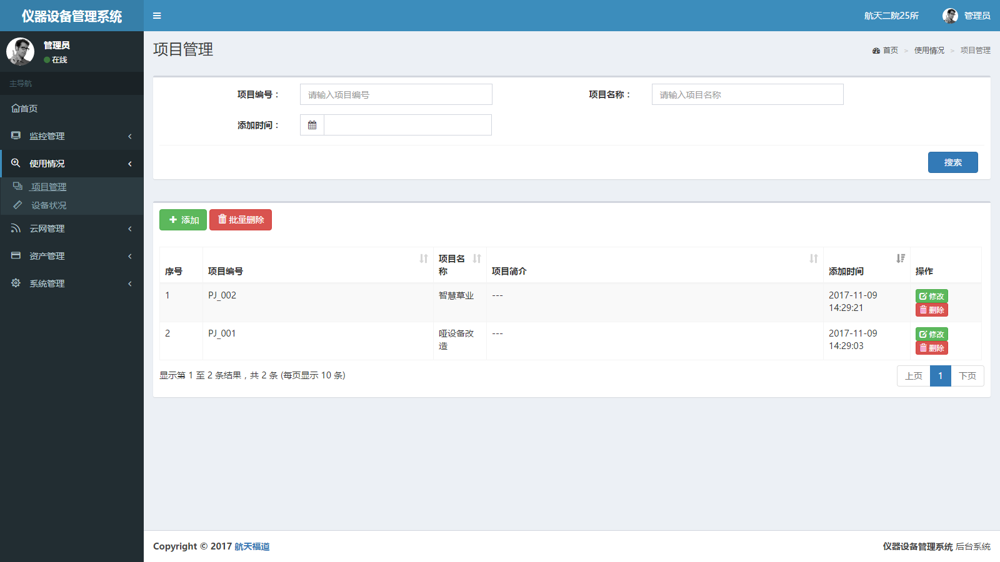 仪器设备管理系统
航天二院25所
管理员
管理员
在线
主导航
首页
监控管理
使用情况
项目管理
设备状况
云网管理
资产管理
系统管理
项目管理
首页 > 使用情况 > 项目管理
项目编号：
请输入项目编号
项目名称：
请输入项目名称
添加时间：
搜索
添加
批量删除
序号
项目编号
项目名
称
项目简介
添加时间
操作
1
PJ_002
智慧草业
---
2017-11-09
14:29:21
修改
删除
2
PJ_001
哑设备改
造
---
2017-11-09
14:29:03
修改
删除
显示第 1 至 2 条结果，共 2 条 (每页显示 10 条)
上页
1
下页
Copyright © 2017 航天福道
仪器设备管理系统 后台系统